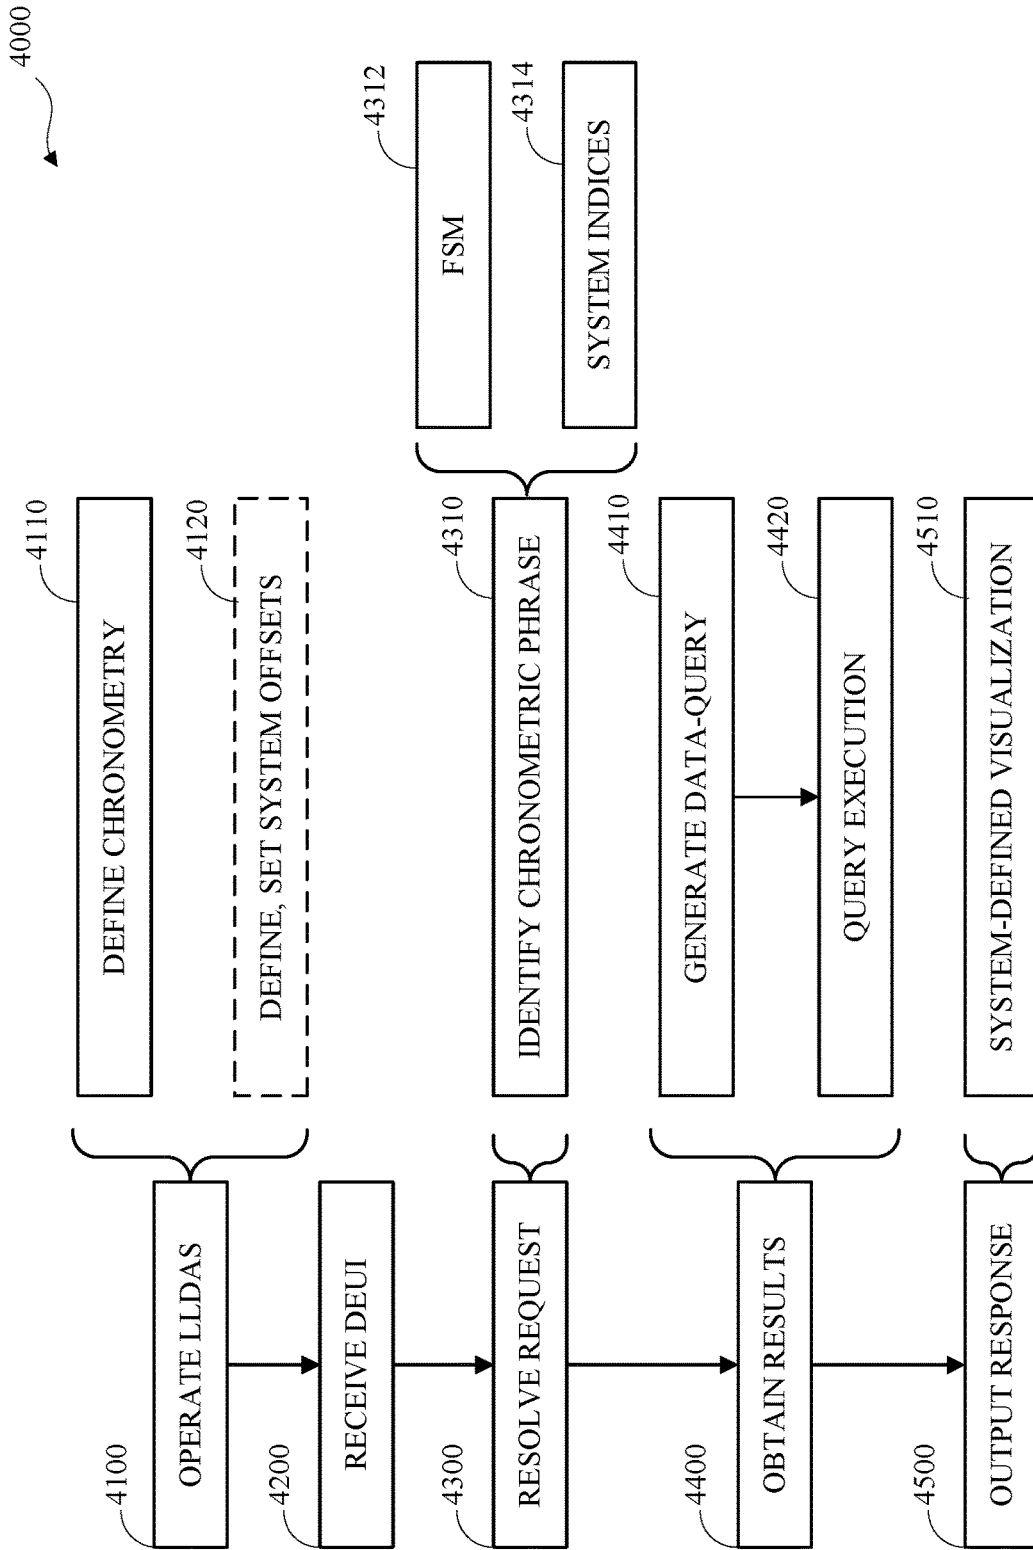 4000
4100
OPERATE LLDAS
4110
DEFINE CHRONOMETRY
4120
DEFINE, SET SYSTEM OFFSETS
4200
RECEIVE DEUI
4300
RESOLVE REQUEST
4310
IDENTIFY CHRONOMETRIC PHRASE
4312
FSM
4314
SYSTEM INDICES
4400
OBTAIN RESULTS
4410
GENERATE DATA-QUERY
4420
QUERY EXECUTION
4500
OUTPUT RESPONSE
4510
SYSTEM-DEFINED VISUALIZATION